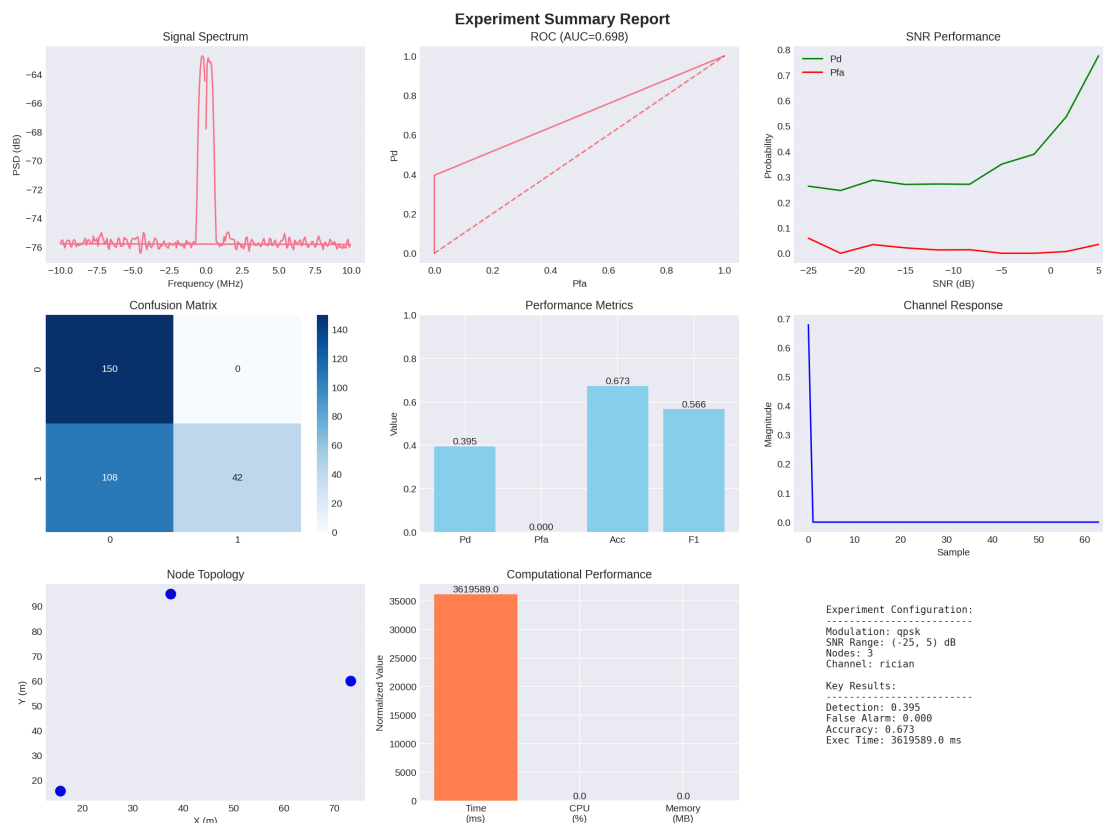 Experiment Summary Report
Signal Spectrum
PSD (dB)
−64
−66
−68
−70
−72
−74
−76
−10.0 −7.5 −5.0 −2.5 0.0 2.5 5.0 7.5 10.0
Frequency (MHz)
ROC (AUC=0.698)
Pd
1.0
0.8
0.6
0.4
0.2
0.0
0.0 0.2 0.4 0.6 0.8 1.0
Pfa
SNR Performance
Pd
Pfa
Probability
0.8
0.7
0.6
0.5
0.4
0.3
0.2
0.1
0.0
−25 −20 −15 −10 −5 0 5
SNR (dB)
Confusion Matrix
0
1
150 0
108 42
0 1
140
120
100
80
60
40
20
0
Performance Metrics
Value
1.0
0.8
0.6
0.4
0.2
0.0
0.395
0.000
0.673
0.566
Pd Pfa Acc F1
Channel Response
Magnitude
0.7
0.6
0.5
0.4
0.3
0.2
0.1
0.0
0 10 20 30 40 50 60
Sample
Node Topology
Y (m)
90
80
70
60
50
40
30
20
20 30 40 50 60 70
X (m)
Computational Performance
Normalized Value
35000
30000
25000
20000
15000
10000
5000
0
3619589.0
0.0
0.0
Time CPU Memory
(ms) (%) (MB)
Experiment Configuration:
-------------------------
Modulation: qpsk
SNR Range: (-25, 5) dB
Nodes: 3
Channel: rician
Key Results:
-------------------------
Detection: 0.395
False Alarm: 0.000
Accuracy: 0.673
Exec Time: 3619589.0 ms